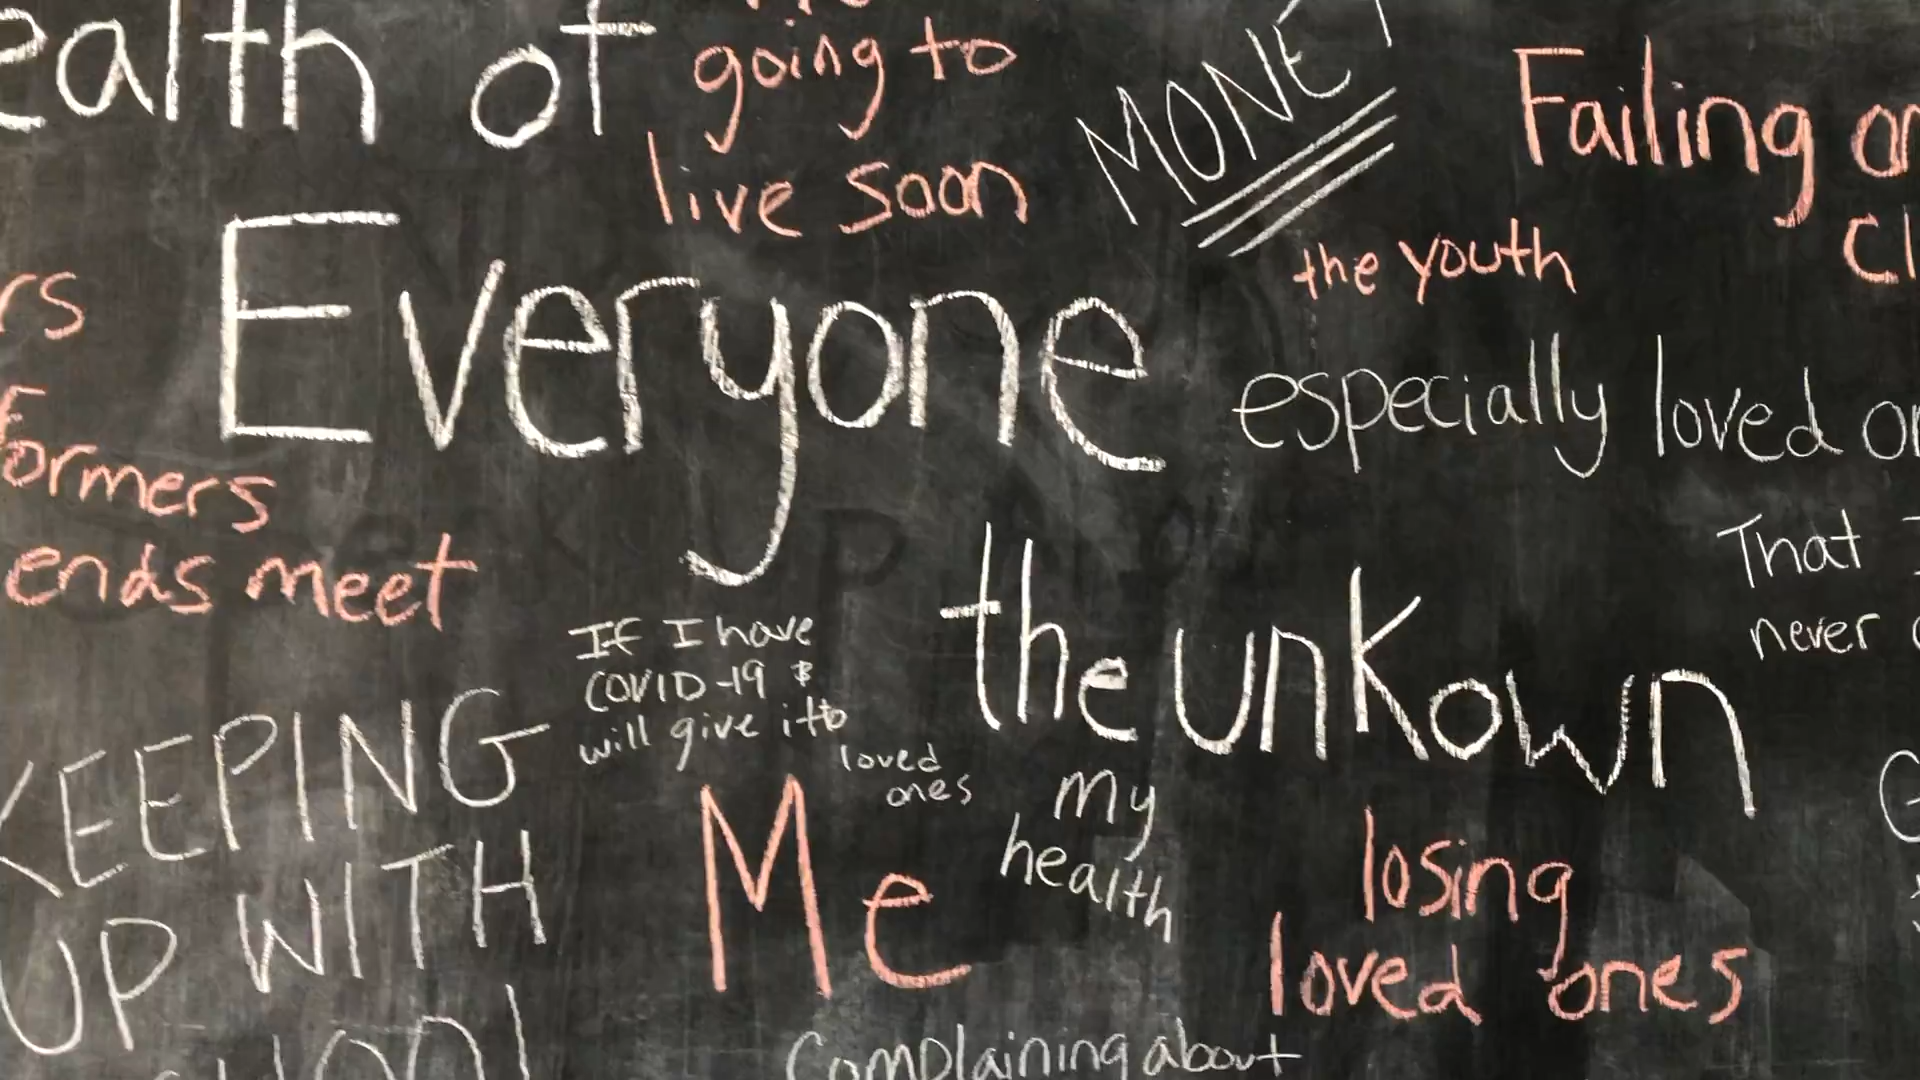 ealth of
going to
live soon
MONEY
Failing
the youth
rs
Everyone
especially loved
ormers
ends meet
That
never
the unkown
If I have
COVID-19 &
will give it to
loved
ones
KEEPING
UP WITH
Me
my
health
losing
loved ones
Complaining about